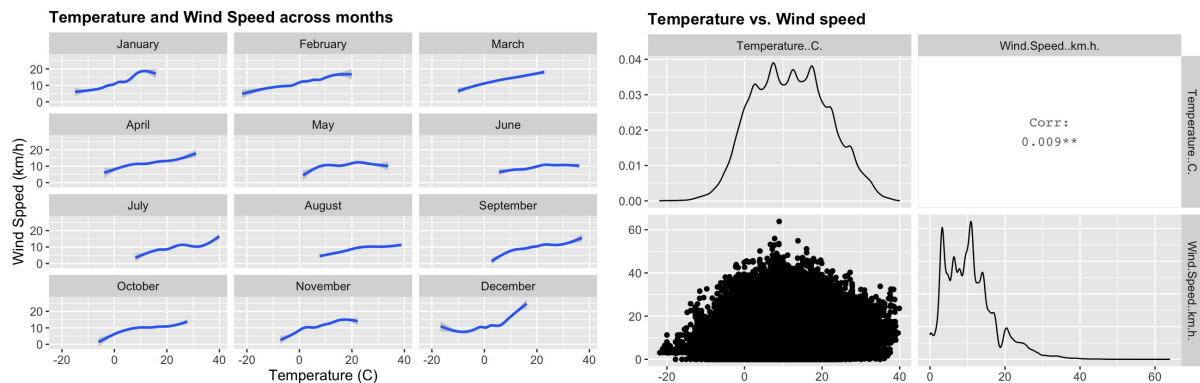 Temperature and Wind Speed across months
January
February
March
20
10
0
April
May
June
20
10
0
July
August
September
20
10
0
October
November
December
20
10
0
-20 0 20 40 -20 0 20 40 -20 0 20 40
Temperature (C)
Wind Spped (km/h)
Temperature vs. Wind speed
Temperature..C.
Wind.Speed..km.h.
0.04
0.03
0.02
0.01
0.00
Corr:
0.009**
Temperature..C.
60
40
20
0
Wind.Speed..km.h.
-20 0 20 40 0 20 40 60